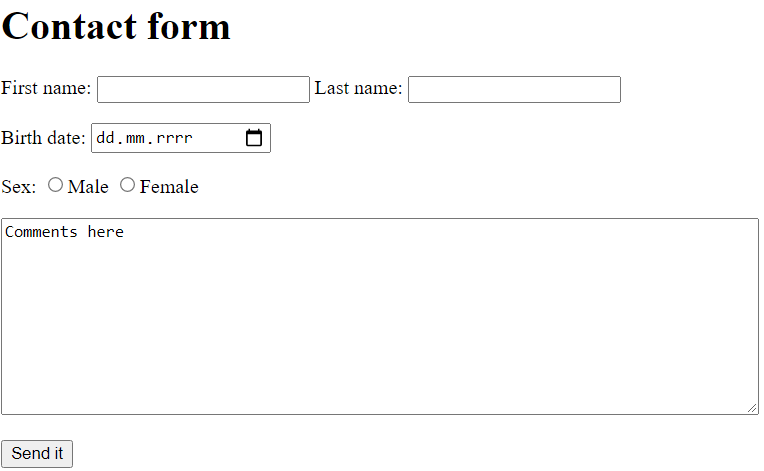 Contact form
First name: Last name:
Birth date: dd.mm.rrrr
Sex: Male Female
Comments here
Send it